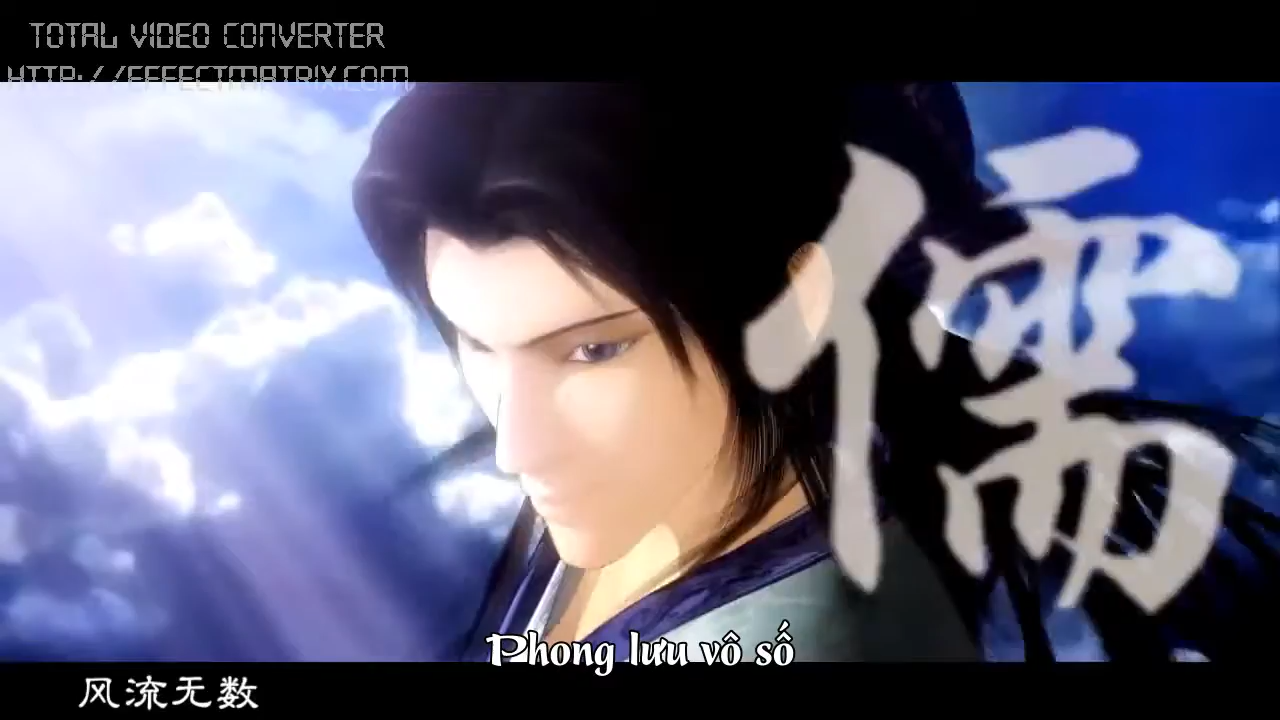 TOTAL VIDEO CONVERTER
HTTP://EFFECTMATRIX.COM
儒
Phong lưu vô số
风流无数